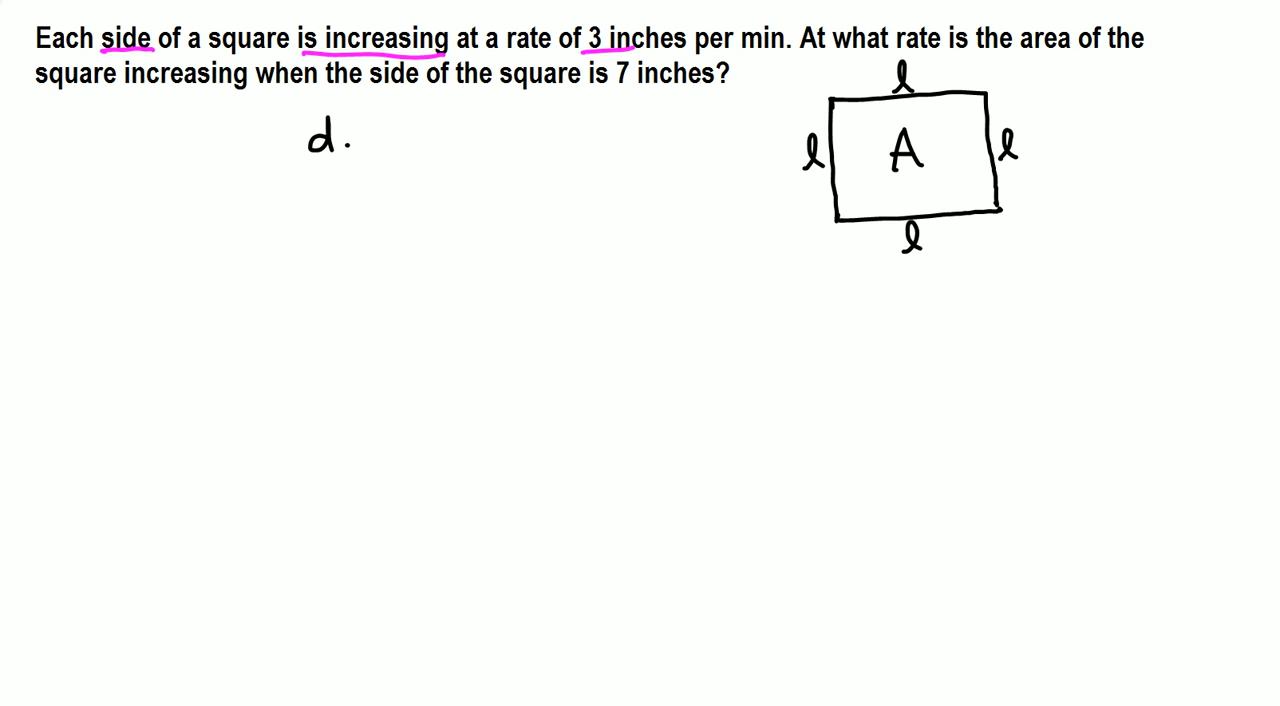 Each side of a square is increasing at a rate of 3 inches per min. At what rate is the area of the
square increasing when the side of the square is 7 inches?
l
d.
l A l
l